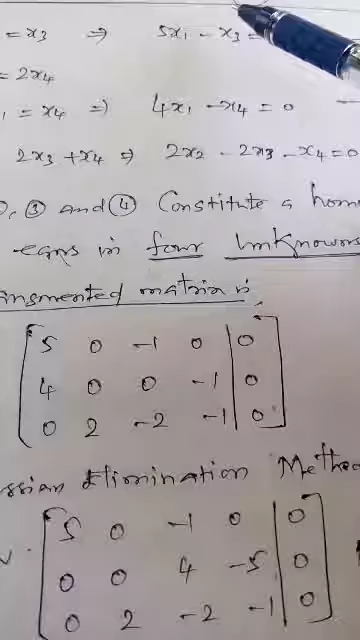 = x3 ⇒ 5x1 - x3 =
= 2x4
1 = x4 ⇒ 4x1 - x4 = 0
2x3 + x4 ⇒ 2x2 - 2x3 - x4 = 0
, ③ and ④ Constitute a hom
eqns in four Unknowns
Augmented matrix is
5 0 -1 0 | 0
4 0 0 -1 | 0
0 2 -2 -1 | 0
ssian Elimination Metho
5 0 -1 0 | 0
0 0 4 -5 | 0
0 2 -2 -1 | 0